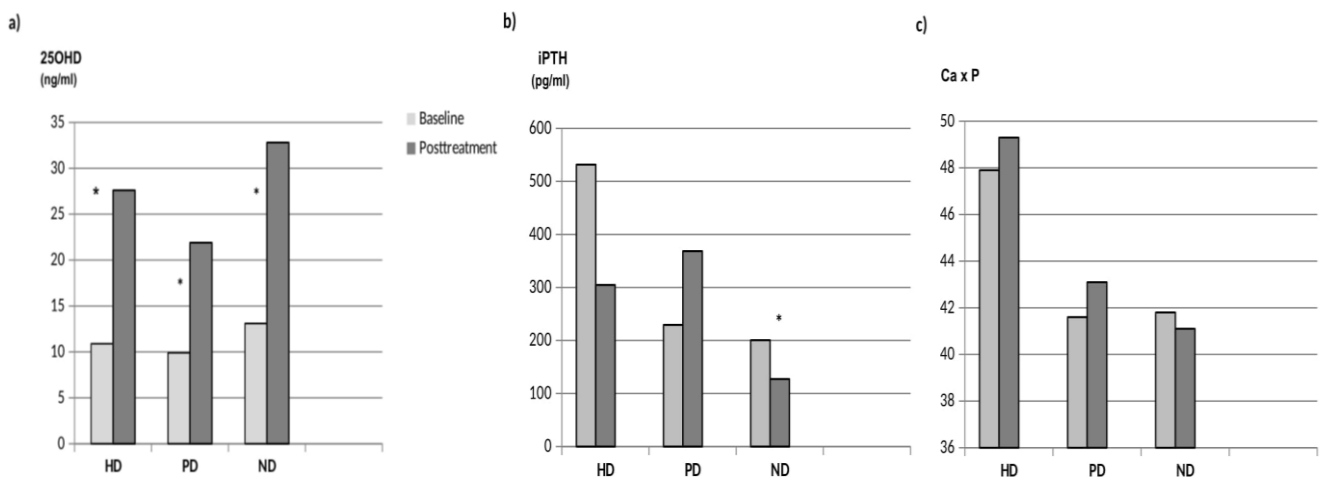 a)
25OHD
(ng/ml)
35
30
25
20
15
10
5
0
*
*
*
HD PD ND
Baseline
Posttreatment
b)
iPTH
(pg/ml)
600
500
400
300
200
100
0
*
HD PD ND
c)
Ca x P
50
48
46
44
42
40
38
36
HD PD ND